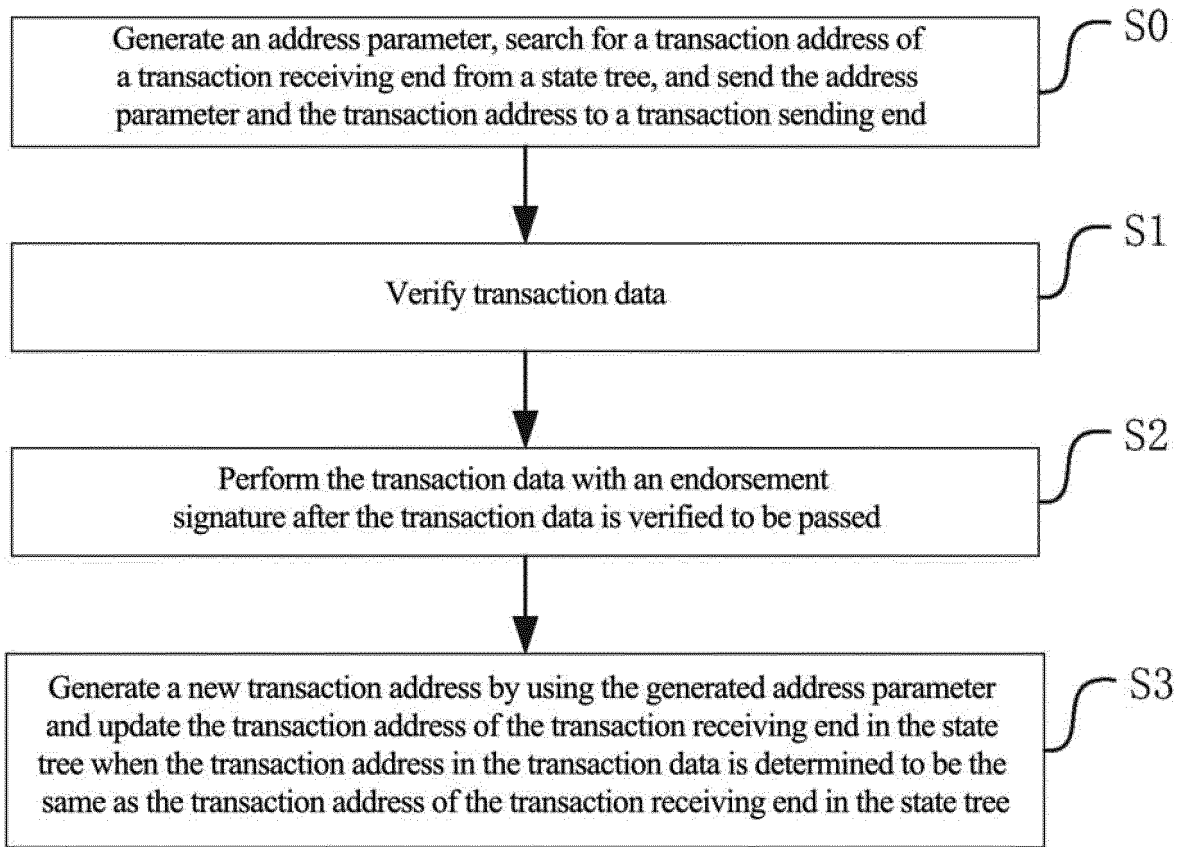 Generate an address parameter, search for a transaction address of
a transaction receiving end from a state tree, and send the address
parameter and the transaction address to a transaction sending end
S0
Verify transaction data
S1
Perform the transaction data with an endorsement
signature after the transaction data is verified to be passed
S2
Generate a new transaction address by using the generated address parameter
and update the transaction address of the transaction receiving end in the state
tree when the transaction address in the transaction data is determined to be the
same as the transaction address of the transaction receiving end in the state tree
S3